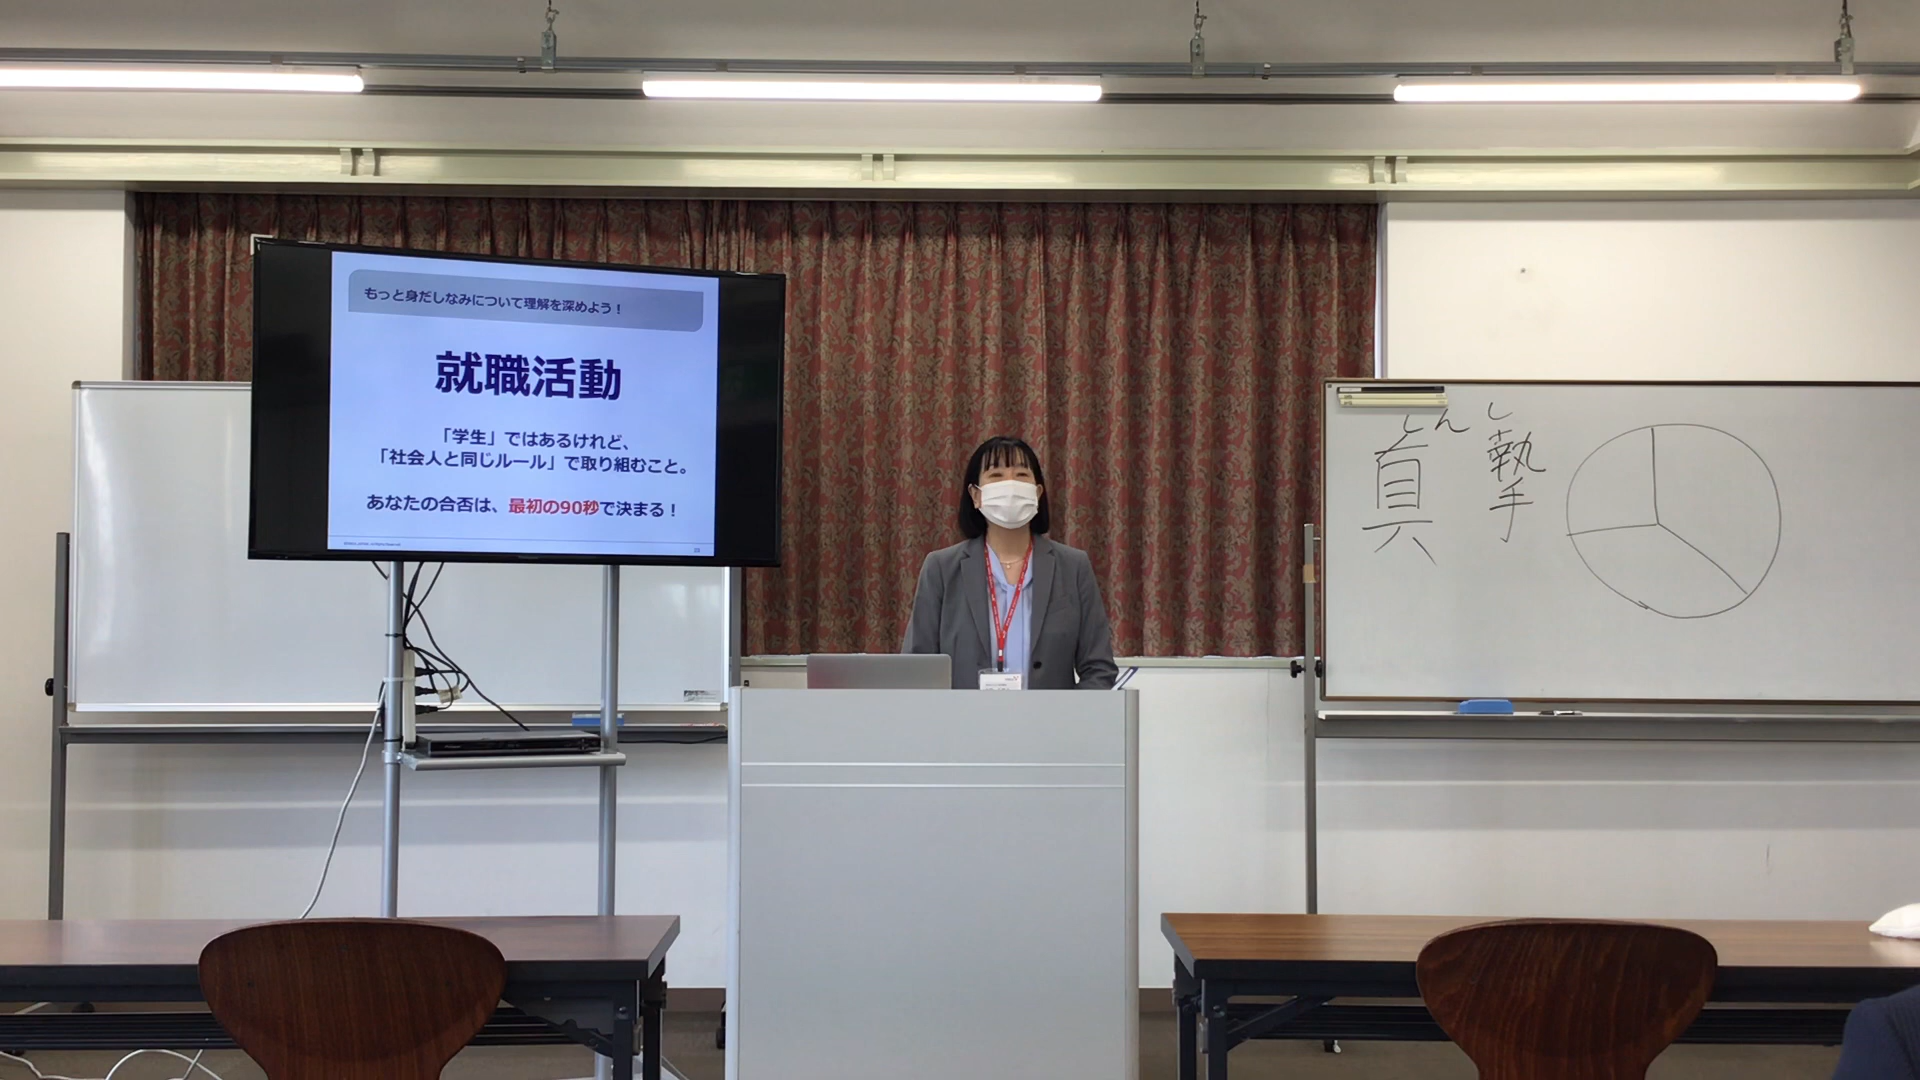 もっと身だしなみについて理解を深めよう！
就職活動
「学生」ではあるけれど、
「社会人と同じルール」で取り組むこと。
あなたの合否は、最初の90秒で決まる！
しんし
真摯